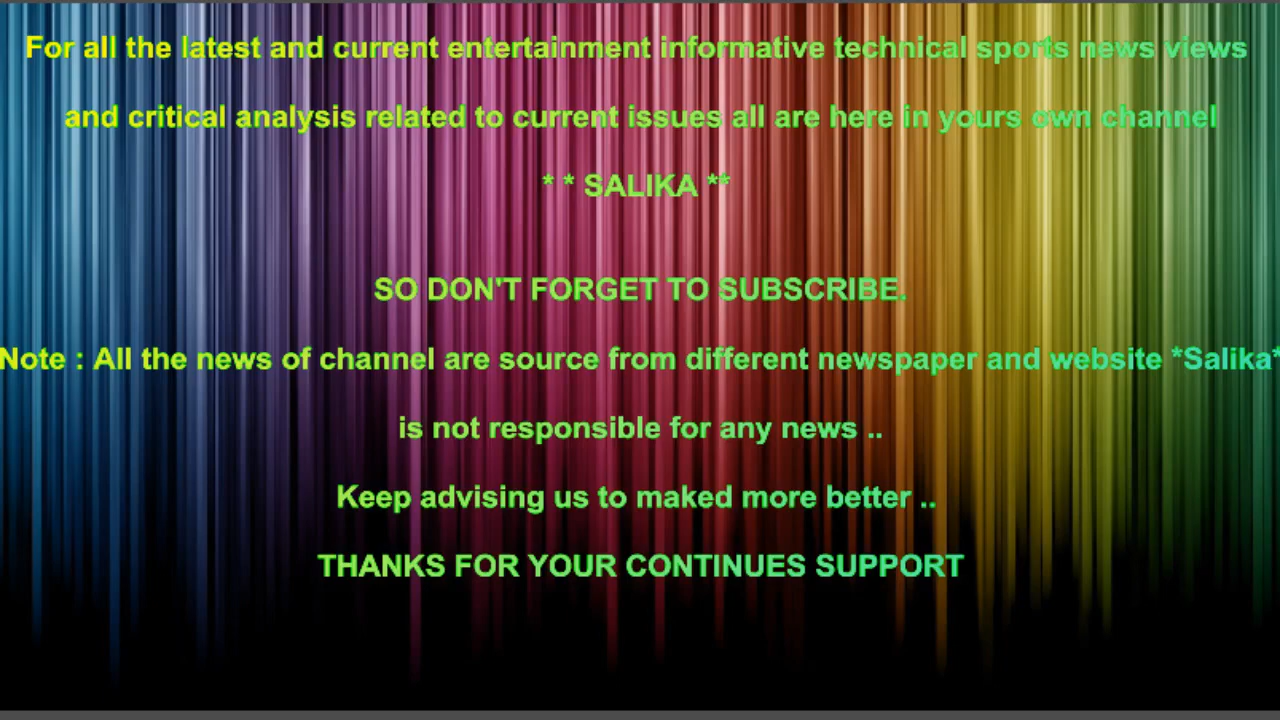 For all the latest and current entertainment informative technical sports news views
and critical analysis related to current issues all are here in yours own channel
* * SALIKA **
SO DON'T FORGET TO SUBSCRIBE.
Note : All the news of channel are source from different newspaper and website *Salika*
is not responsible for any news ..
Keep advising us to maked more better ..
THANKS FOR YOUR CONTINUES SUPPORT